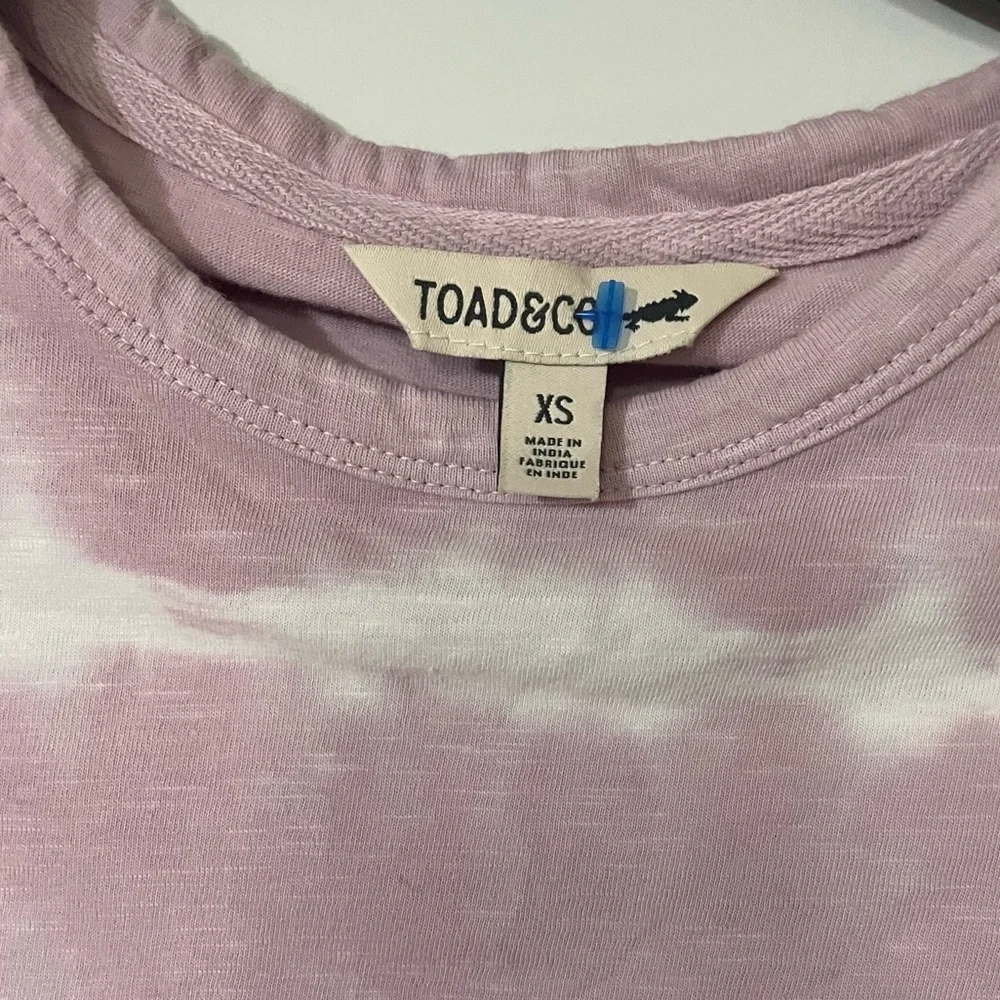 TOAD&CO
XS
MADE IN
INDIA
FABRIQUE
EN INDE